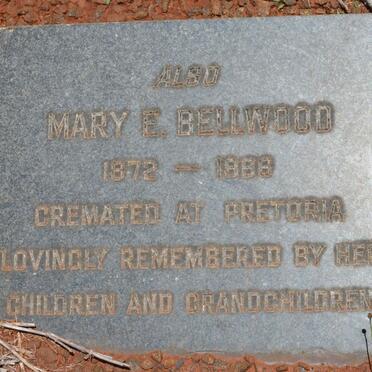 ALSO
MARY E. BELLWOOD
1872 — 1968
CREMATED AT PRETORIA
LOVINGLY REMEMBERED BY HER
CHILDREN AND GRANDCHILDREN